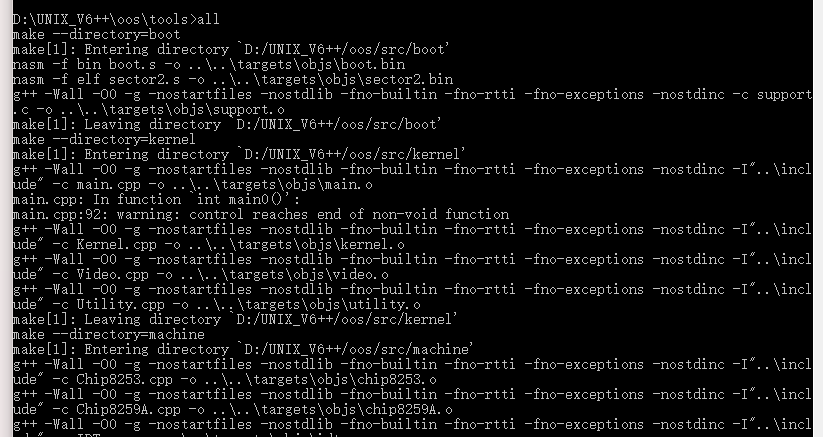 D:\UNIX_V6++\oos\tools>all
make --directory=boot
make[1]: Entering directory `D:/UNIX_V6++/oos/src/boot'
nasm -f bin boot.s -o ..\..\targets\objs\boot.bin
nasm -f elf sector2.s -o ..\..\targets\objs\sector2.bin
g++ -Wall -O0 -g -nostartfiles -nostdlib -fno-builtin -fno-rtti -fno-exceptions -nostdinc -c support
.c -o ..\..\targets\objs\support.o
make[1]: Leaving directory `D:/UNIX_V6++/oos/src/boot'
make --directory=kernel
make[1]: Entering directory `D:/UNIX_V6++/oos/src/kernel'
g++ -Wall -O0 -g -nostartfiles -nostdlib -fno-builtin -fno-rtti -fno-exceptions -nostdinc -I"..\incl
ude" -c main.cpp -o ..\..\targets\objs\main.o
main.cpp: In function `int main0()':
main.cpp:92: warning: control reaches end of non-void function
g++ -Wall -O0 -g -nostartfiles -nostdlib -fno-builtin -fno-rtti -fno-exceptions -nostdinc -I"..\incl
ude" -c Kernel.cpp -o ..\..\targets\objs\kernel.o
g++ -Wall -O0 -g -nostartfiles -nostdlib -fno-builtin -fno-rtti -fno-exceptions -nostdinc -I"..\incl
ude" -c Video.cpp -o ..\..\targets\objs\video.o
g++ -Wall -O0 -g -nostartfiles -nostdlib -fno-builtin -fno-rtti -fno-exceptions -nostdinc -I"..\incl
ude" -c Utility.cpp -o ..\..\targets\objs\utility.o
make[1]: Leaving directory `D:/UNIX_V6++/oos/src/kernel'
make --directory=machine
make[1]: Entering directory `D:/UNIX_V6++/oos/src/machine'
g++ -Wall -O0 -g -nostartfiles -nostdlib -fno-builtin -fno-rtti -fno-exceptions -nostdinc -I"..\incl
ude" -c Chip8253.cpp -o ..\..\targets\objs\chip8253.o
g++ -Wall -O0 -g -nostartfiles -nostdlib -fno-builtin -fno-rtti -fno-exceptions -nostdinc -I"..\incl
ude" -c Chip8259A.cpp -o ..\..\targets\objs\chip8259A.o
g++ -Wall -O0 -g -nostartfiles -nostdlib -fno-builtin -fno-rtti -fno-exceptions -nostdinc -I"..\incl